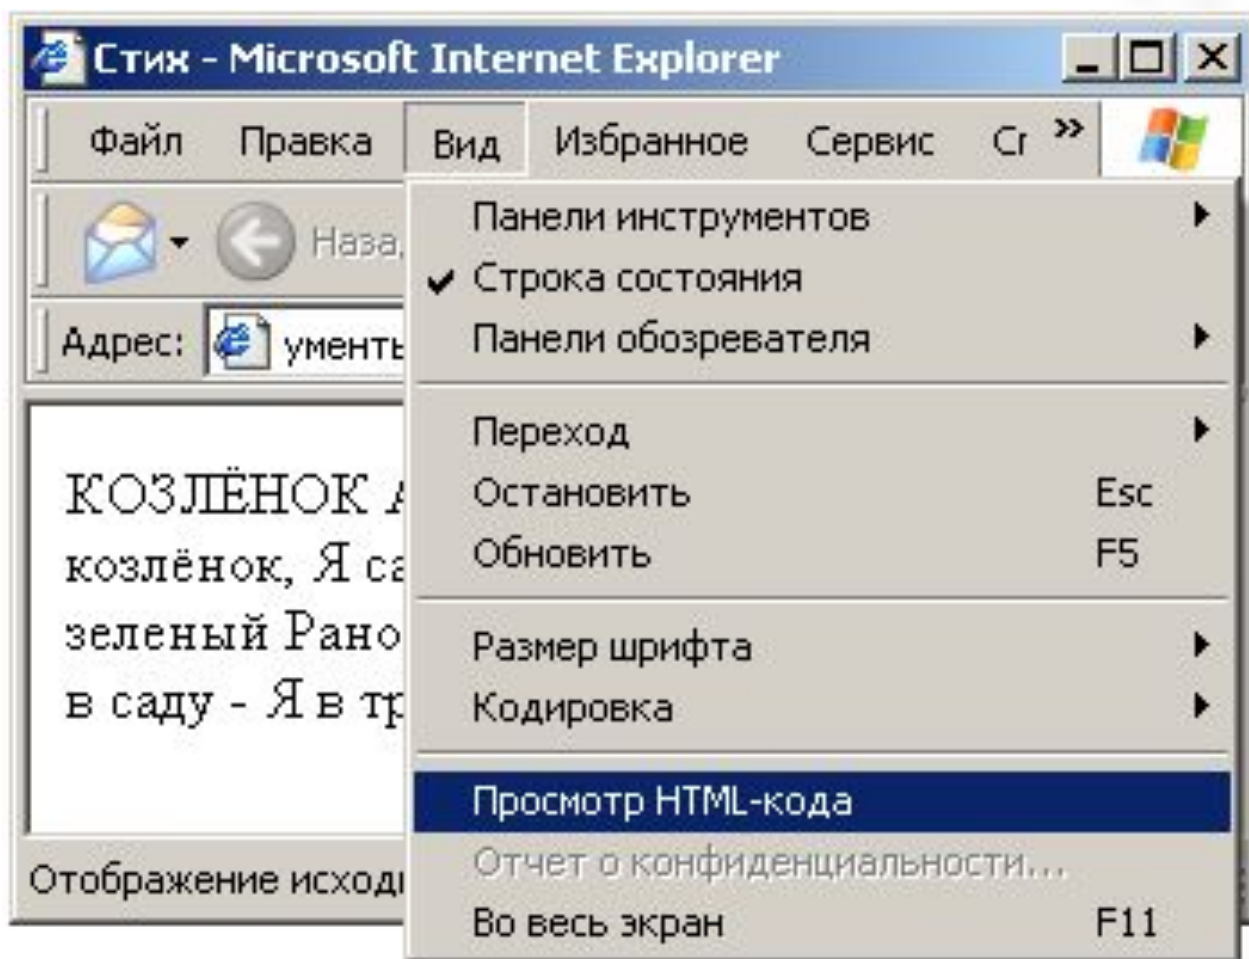 Стих - Microsoft Internet Explorer
Файл Правка Вид Избранное Сервис »
Адрес:
КОЗЛЁНОК
козлёнок, Я
зеленый Рано
в саду - Я в
Отображение
Панели инструментов
Строка состояния
Панели обозревателя
Переход
Остановить Esc
Обновить F5
Размер шрифта
Кодировка
Просмотр HTML-кода
Отчет о конфиденциальности...
Во весь экран F11